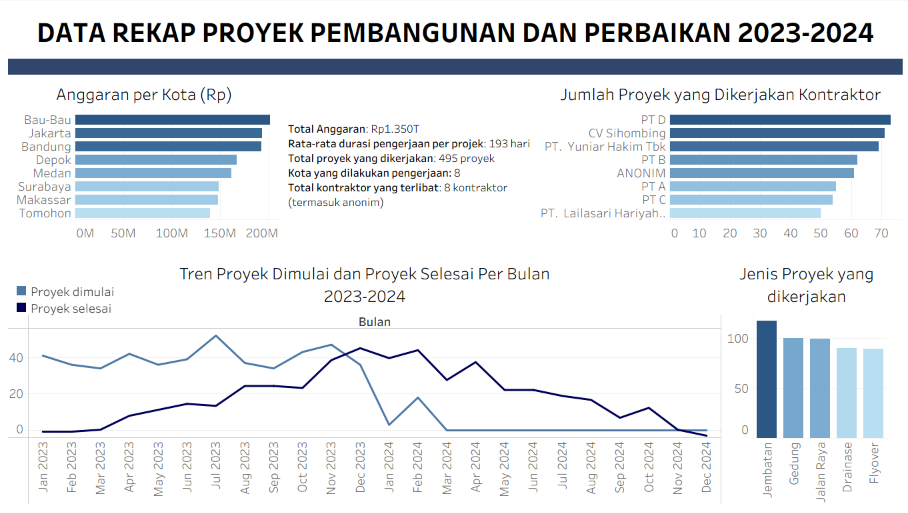 DATA REKAP PROYEK PEMBANGUNAN DAN PERBAIKAN 2023-2024
Anggaran per Kota (Rp)
Bau-Bau
Jakarta
Bandung
Depok
Medan
Surabaya
Makassar
Tomohon
0M 50M 100M 150M 200M
Total Anggaran: Rp1.350T
Rata-rata durasi pengerjaan per projek: 193 hari
Total proyek yang dikerjakan: 495 proyek
Kota yang dilakukan pengerjaan: 8
Total kontraktor yang terlibat: 8 kontraktor
(termasuk anonim)
Jumlah Proyek yang Dikerjakan Kontraktor
PT D
CV Sihombing
PT. Yuniar Hakim Tbk
PT B
ANONIM
PT A
PT C
PT. Lailasari Hariyah..
0 10 20 30 40 50 60 70
Tren Proyek Dimulai dan Proyek Selesai Per Bulan
2023-2024
Proyek dimulai
Proyek selesai
Bulan
40
20
0
Jan 2023
Feb 2023
Mar 2023
Apr 2023
May 2023
Jun 2023
Jul 2023
Aug 2023
Sep 2023
Oct 2023
Nov 2023
Dec 2023
Jan 2024
Feb 2024
Mar 2024
Apr 2024
May 2024
Jun 2024
Jul 2024
Aug 2024
Sep 2024
Oct 2024
Nov 2024
Dec 2024
Jenis Proyek yang
dikerjakan
100
50
0
Jembatan
Gedung
Jalan Raya
Drainase
Flyover